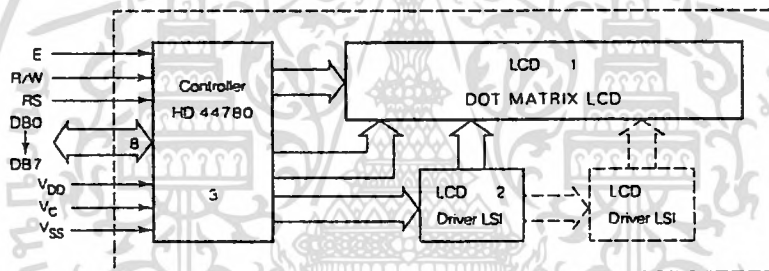 E
R/W
RS
DB0
DB7
8
VDD
VC
VSS
Controller
HD 44780
3
LCD 1
DOT MATRIX LCD
LCD 2
Driver LSI
LCD
Driver LSI